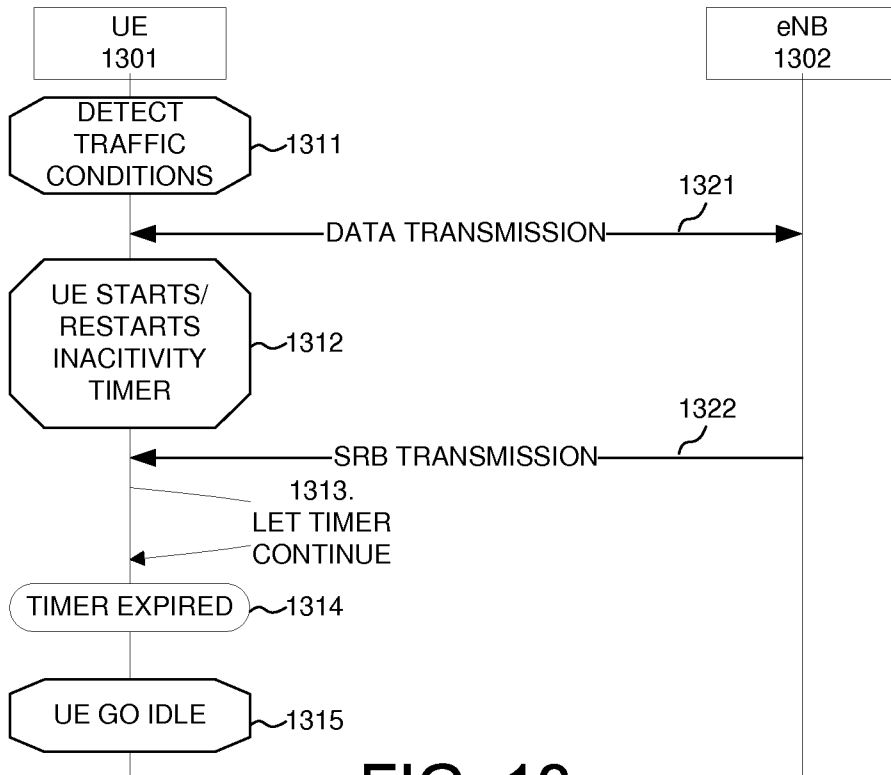 UE
1301
eNB
1302
DETECT
TRAFFIC
CONDITIONS
1311
1321
DATA TRANSMISSION
UE STARTS/
RESTARTS
INACITIVITY
TIMER
1312
1322
SRB TRANSMISSION
1313.
LET TIMER
CONTINUE
TIMER EXPIRED
1314
UE GO IDLE
1315